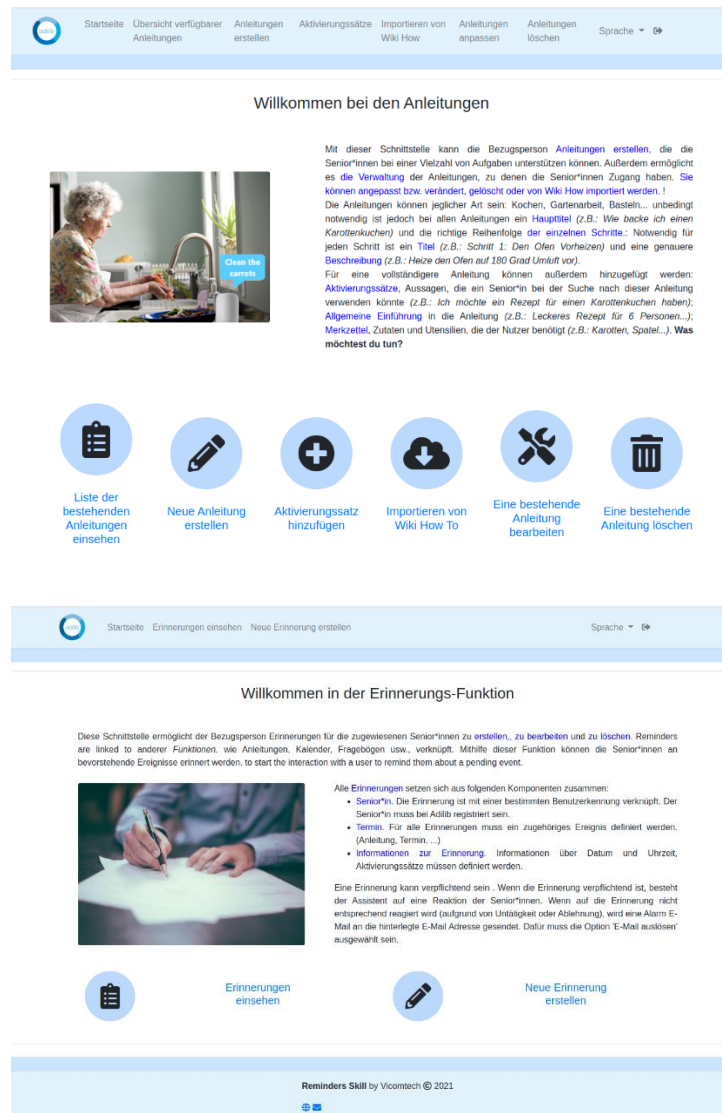 adilib
Startseite
Übersicht verfügbarer
Anleitungen
Anleitungen
erstellen
Aktivierungssätze
Importieren von
Wiki How
Anleitungen
anpassen
Anleitungen
löschen
Sprache
Willkommen bei den Anleitungen
Clean the
carrots
Mit dieser Schnittstelle kann die Bezugsperson Anleitungen erstellen, die die
Senior*innen bei einer Vielzahl von Aufgaben unterstützen können. Außerdem ermöglicht
es die Verwaltung der Anleitungen, zu denen die Senior*innen Zugang haben. Sie
können angepasst bzw. verändert, gelöscht oder von Wiki How importiert werden. !
Die Anleitungen können jeglicher Art sein: Kochen, Gartenarbeit, Basteln... unbedingt
notwendig ist jedoch bei allen Anleitungen ein Haupttitel (z.B.: Wie backe ich einen
Karottenkuchen) und die richtige Reihenfolge der einzelnen Schritte.: Notwendig für
jeden Schritt ist ein Titel (z.B.: Schritt 1: Den Ofen Vorheizen) und eine genauere
Beschreibung (z.B.: Heize den Ofen auf 180 Grad Umluft vor).
Für eine vollständigere Anleitung können außerdem hinzugefügt werden:
Aktivierungssätze, Aussagen, die ein Senior*in bei der Suche nach dieser Anleitung
verwenden könnte (z.B.: Ich möchte ein Rezept für einen Karottenkuchen haben);
Allgemeine Einführung in die Anleitung (z.B.: Leckeres Rezept für 6 Personen...);
Merkzettel, Zutaten und Utensilien, die der Nutzer benötigt (z.B.: Karotten, Spatel...). Was
möchtest du tun?
Liste der
bestehenden
Anleitungen
einsehen
Neue Anleitung
erstellen
Aktivierungssatz
hinzufügen
Importieren von
Wiki How To
Eine bestehende
Anleitung
bearbeiten
Eine bestehende
Anleitung löschen
adilib
Startseite Erinnerungen einsehen Neue Erinnerung erstellen
Sprache
Willkommen in der Erinnerungs-Funktion
Diese Schnittstelle ermöglicht der Bezugsperson Erinnerungen für die zugewiesenen Senior*innen zu erstellen,, zu bearbeiten und zu löschen. Reminders
are linked to anderer Funktionen, wie Anleitungen, Kalender, Fragebögen usw., verknüpft. Mithilfe dieser Funktion können die Senior*innen an
bevorstehende Ereignisse erinnert werden. to start the interaction with a user to remind them about a pending event.
Alle Erinnerungen setzen sich aus folgenden Komponenten zusammen:
• Senior*in. Die Erinnerung ist mit einer bestimmten Benutzerkennung verknüpft. Der
Senior*in muss bei Adilib registriert sein.
• Termin. Für alle Erinnerungen muss ein zugehöriges Ereignis definiert werden.
(Anleitung, Termin, ...)
• Informationen zur Erinnerung. Informationen über Datum und Uhrzeit,
Aktivierungssätze müssen definiert werden.
Eine Erinnerung kann verpflichtend sein . Wenn die Erinnerung verpflichtend ist, besteht
der Assistent auf eine Reaktion der Senior*innen. Wenn auf die Erinnerung nicht
entsprechend reagiert wird (aufgrund von Untätigkeit oder Ablehnung), wird eine Alarm E-
Mail an die hinterlegte E-Mail Adresse gesendet. Dafür muss die Option 'E-Mail auslösen'
ausgewählt sein.
Erinnerungen
einsehen
Neue Erinnerung
erstellen
Reminders Skill by Vicomtech © 2021